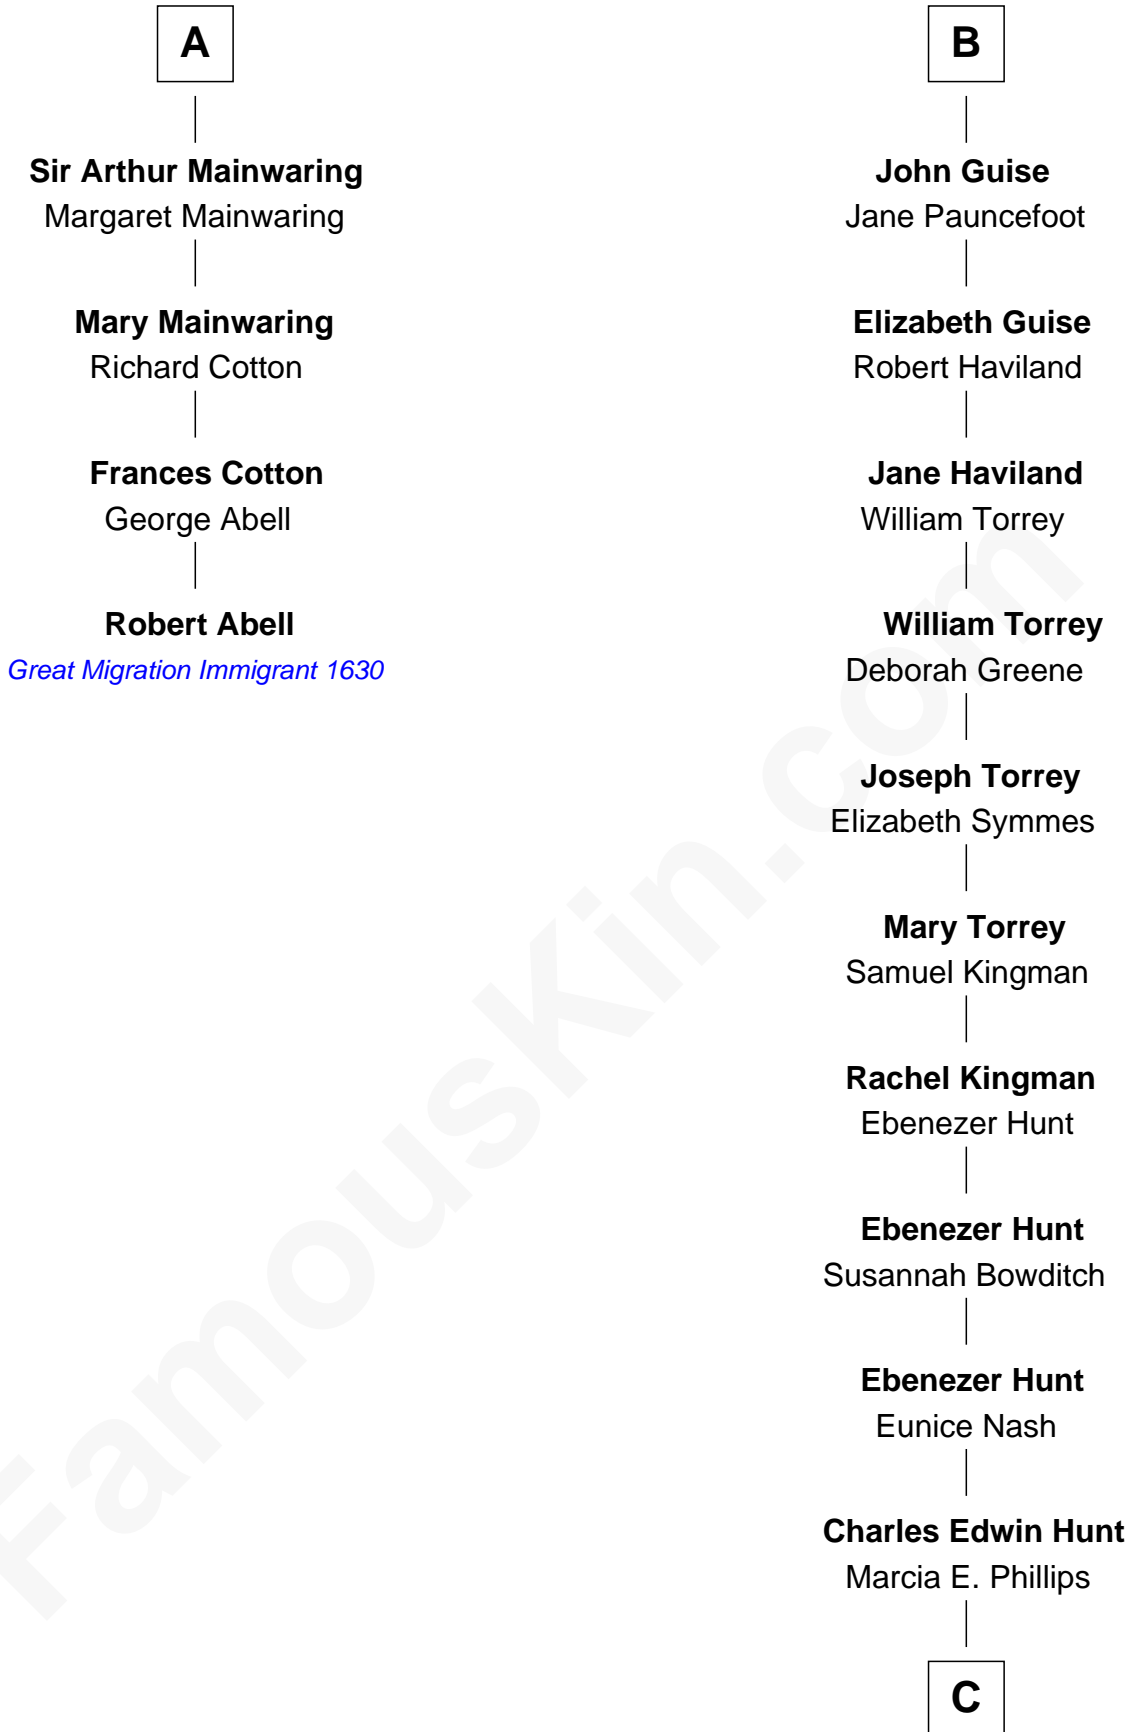 A
Sir Arthur Mainwaring
Margaret Mainwaring
Mary Mainwaring
Richard Cotton
Frances Cotton
George Abell
Robert Abell
Great Migration Immigrant 1630
B
John Guise
Jane Pauncefoot
Elizabeth Guise
Robert Haviland
Jane Haviland
William Torrey
William Torrey
Deborah Greene
Joseph Torrey
Elizabeth Symmes
Mary Torrey
Samuel Kingman
Rachel Kingman
Ebenezer Hunt
Ebenezer Hunt
Susannah Bowditch
Ebenezer Hunt
Eunice Nash
Charles Edwin Hunt
Marcia E. Phillips
C
FamousKin.com